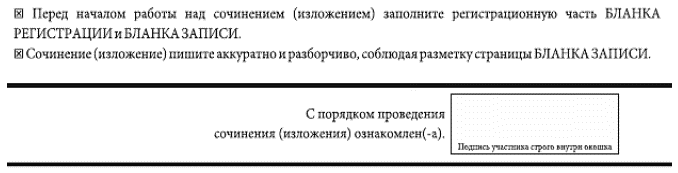 ☒ Перед началом работы над сочинением (изложением) заполните регистрационную часть БЛАНКА
РЕГИСТРАЦИИ и БЛАНКА ЗАПИСИ.
☒ Сочинение (изложение) пишите аккуратно и разборчиво, соблюдая разметку страницы БЛАНКА ЗАПИСИ.
С порядком проведения
сочинения (изложения) ознакомлен(-а).
Подпись участника строго внутри окошка